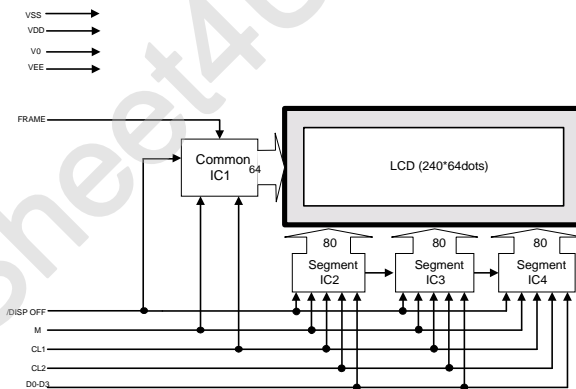 VSS
VDD
V0
VEE
FRAME
Common
IC1
64
LCD (240*64dots)
80
80
80
Segment
IC2
Segment
IC3
Segment
IC4
/DISP OFF
M
CL1
CL2
D0-D3